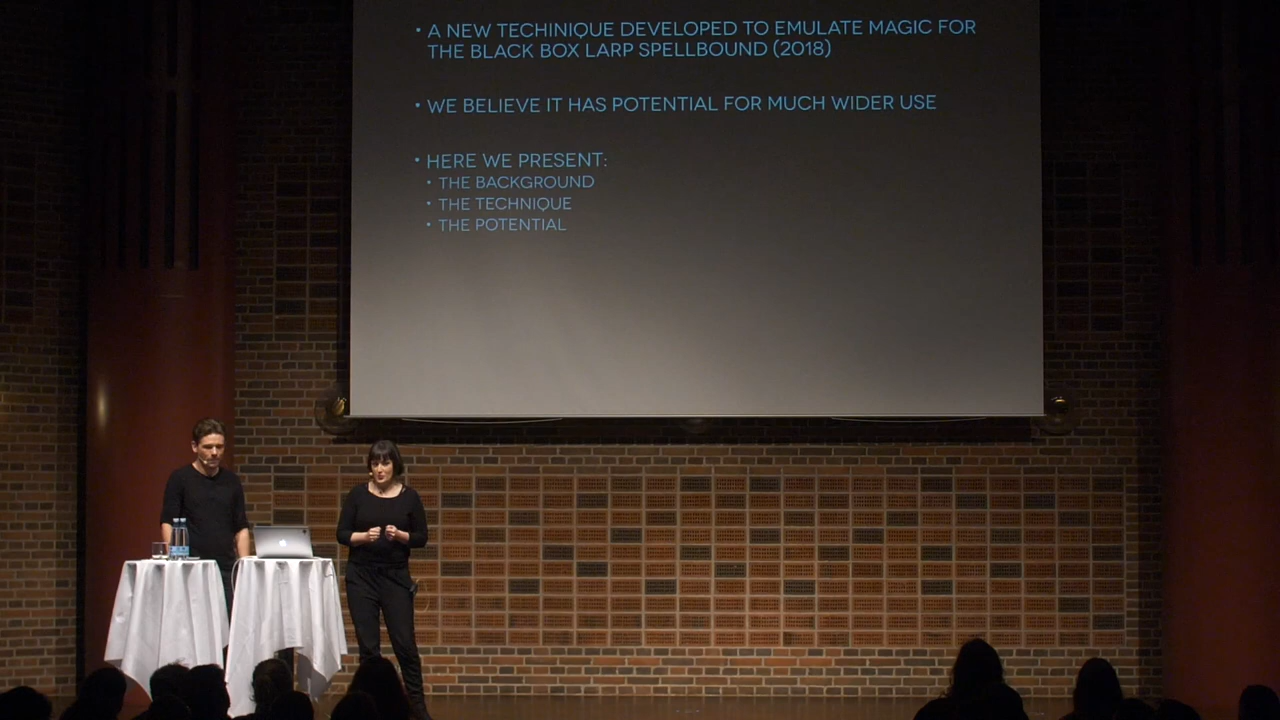 • A NEW TECHINIQUE DEVELOPED TO EMULATE MAGIC FOR
THE BLACK BOX LARP SPELLBOUND (2018)
• WE BELIEVE IT HAS POTENTIAL FOR MUCH WIDER USE
• HERE WE PRESENT:
• THE BACKGROUND
• THE TECHNIQUE
• THE POTENTIAL